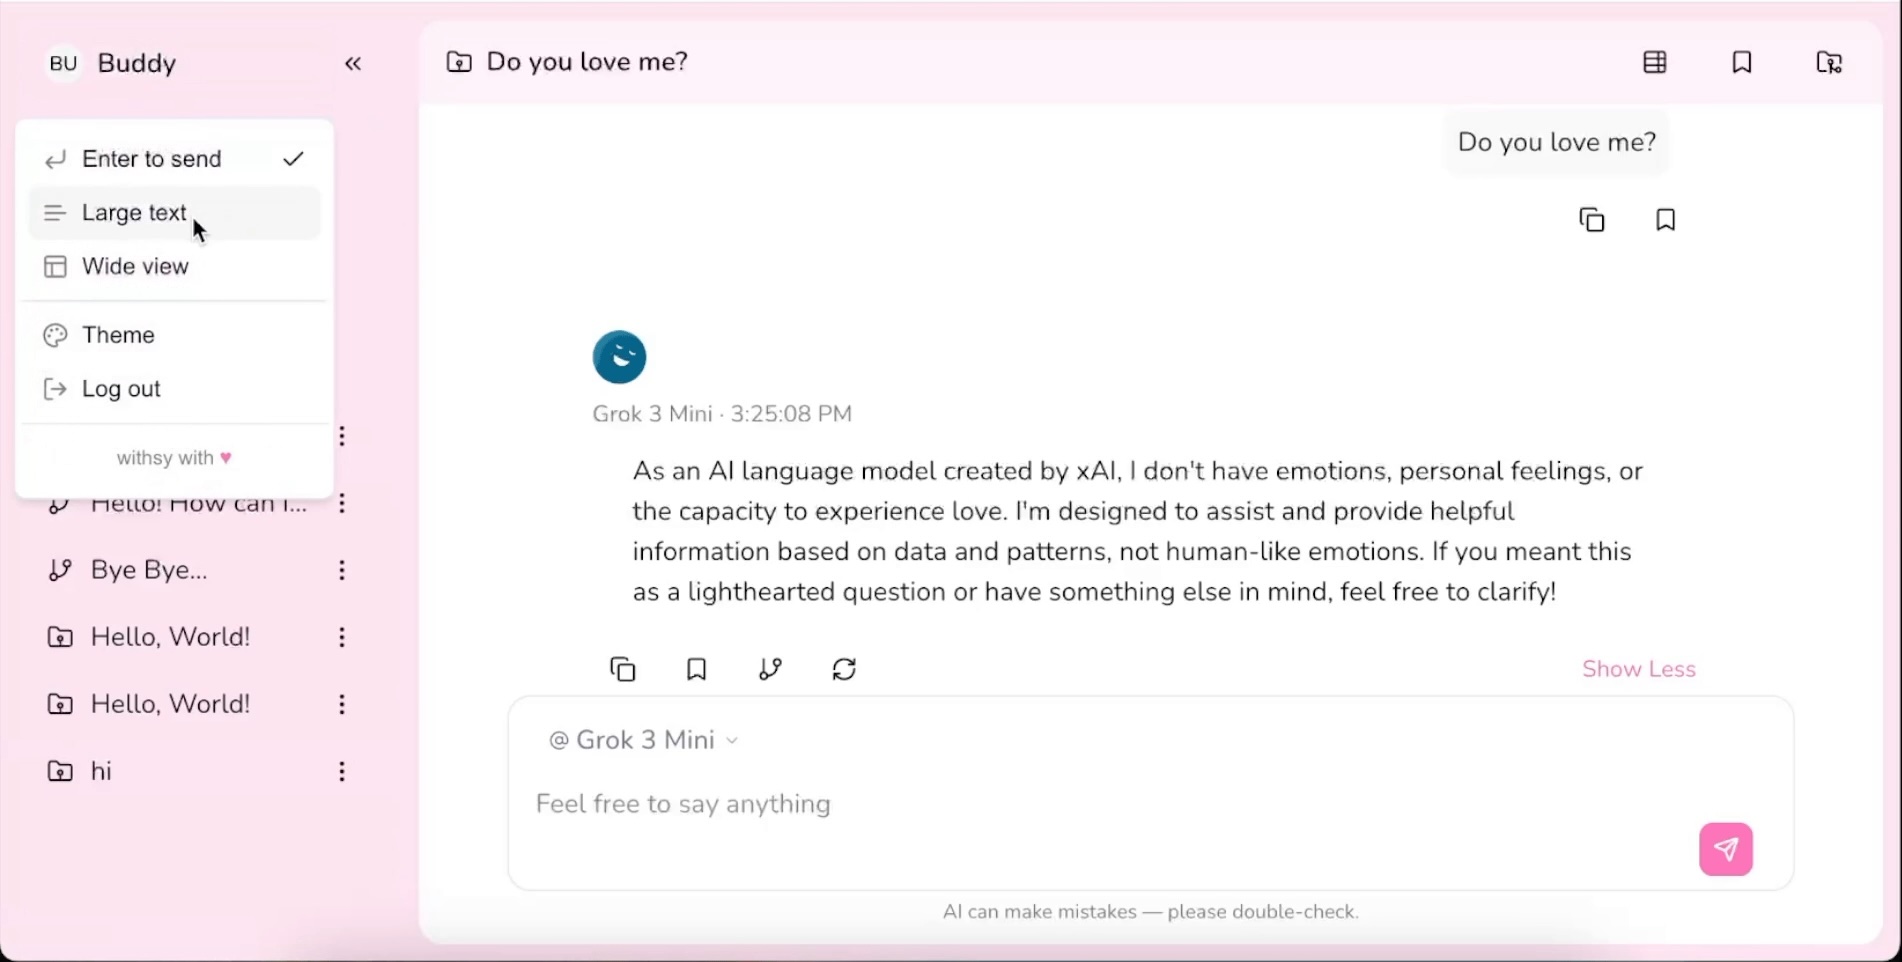 BU Buddy
Enter to send
Large text
Wide view
Theme
Log out
withsy with ♥
Hello! How can I...
Bye Bye...
Hello, World!
Hello, World!
hi
Do you love me?
Do you love me?
Grok 3 Mini · 3:25:08 PM
As an AI language model created by xAI, I don't have emotions, personal feelings, or
the capacity to experience love. I'm designed to assist and provide helpful
information based on data and patterns, not human-like emotions. If you meant this
as a lighthearted question or have something else in mind, feel free to clarify!
Show Less
@ Grok 3 Mini
Feel free to say anything
AI can make mistakes — please double-check.